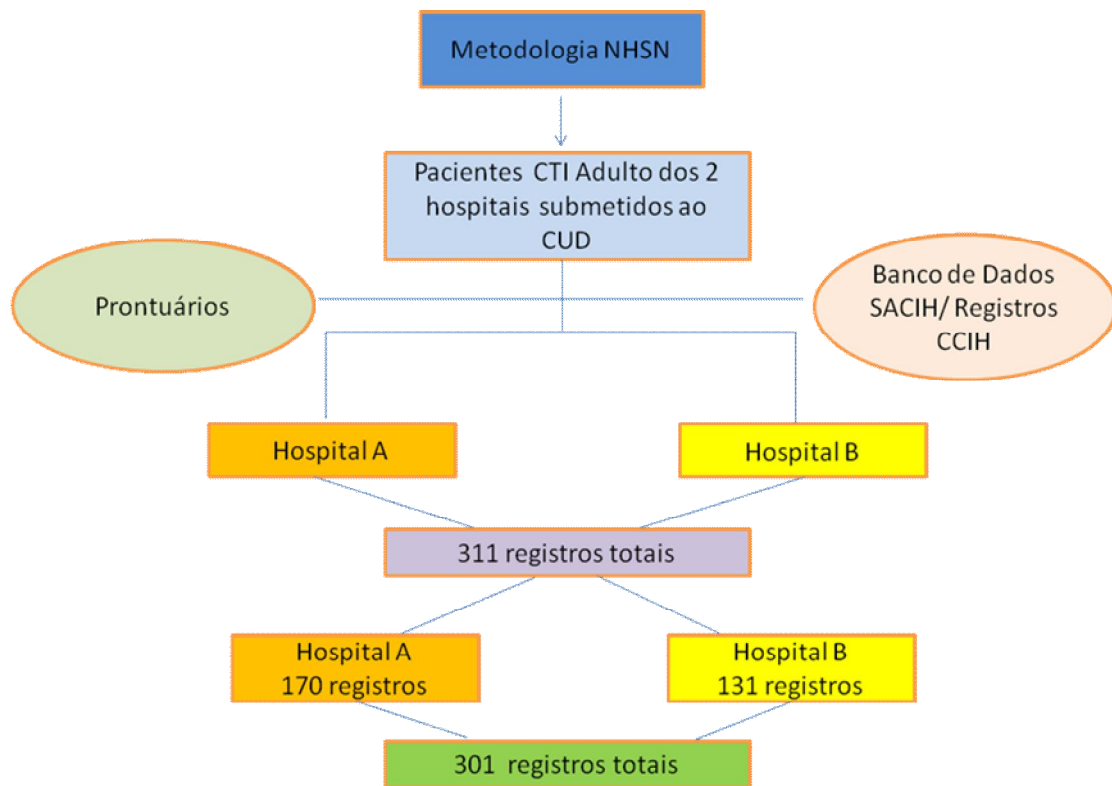 Metodologia NHSN
Pacientes CTI Adulto dos 2
hospitais submetidos ao
CUD
Prontuários
Banco de Dados
SACIH/ Registros
CCIH
Hospital A
Hospital B
311 registros totais
Hospital A
170 registros
Hospital B
131 registros
301 registros totais